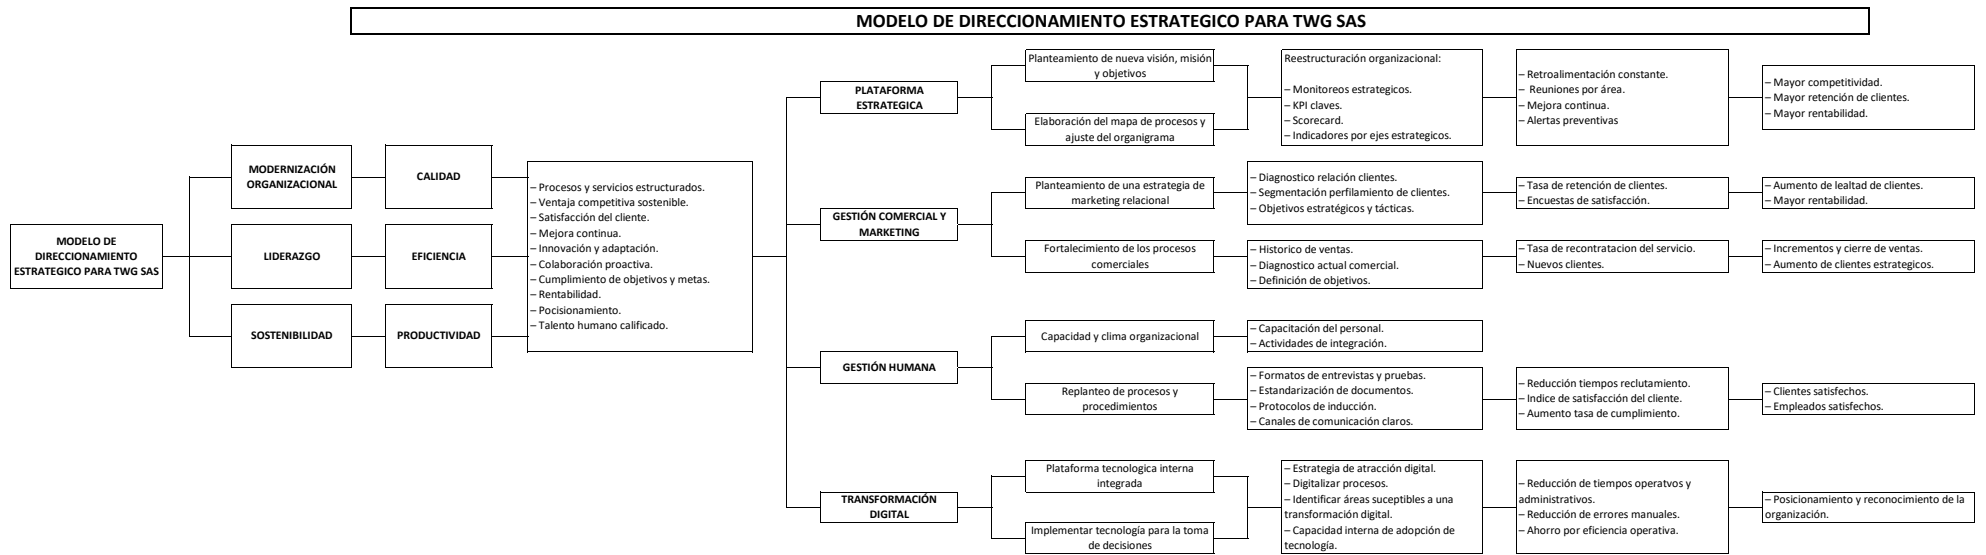 MODELO DE DIRECCIONAMIENTO ESTRATEGICO PARA TWG SAS
MODELO DE
DIRECCIONAMIENTO
ESTRATEGICO PARA TWG SAS
MODERNIZACIÓN
ORGANIZACIONAL
LIDERAZGO
SOSTENIBILIDAD
CALIDAD
EFICIENCIA
PRODUCTIVIDAD
– Procesos y servicios estructurados.
– Ventaja competitiva sostenible.
– Satisfacción del cliente.
– Mejora continua.
– Innovación y adaptación.
– Colaboración proactiva.
– Cumplimiento de objetivos y metas.
– Rentabilidad.
– Pocisionamiento.
– Talento humano calificado.
PLATAFORMA
ESTRATEGICA
Planteamiento de nueva visión, misión
y objetivos
Elaboración del mapa de procesos y
ajuste del organigrama
Reestructuración organizacional:
– Monitoreos estrategicos.
– KPI claves.
– Scorecard.
– Indicadores por ejes estrategicos.
– Retroalimentación constante.
– Reuniones por área.
– Mejora continua.
– Alertas preventivas
– Mayor competitividad.
– Mayor retención de clientes.
– Mayor rentabilidad.
GESTIÓN COMERCIAL Y
MARKETING
Planteamiento de una estrategia de
marketing relacional
– Diagnostico relación clientes.
– Segmentación perfilamiento de clientes.
– Objetivos estratégicos y tácticas.
– Tasa de retención de clientes.
– Encuestas de satisfacción.
– Aumento de lealtad de clientes.
– Mayor rentabilidad.
Fortalecimiento de los procesos
comerciales
– Historico de ventas.
– Diagnostico actual comercial.
– Definición de objetivos.
– Tasa de recontratacion del servicio.
– Nuevos clientes.
– Incrementos y cierre de ventas.
– Aumento de clientes estrategicos.
GESTIÓN HUMANA
Capacidad y clima organizacional
– Capacitación del personal.
– Actividades de integración.
Replanteo de procesos y
procedimientos
– Formatos de entrevistas y pruebas.
– Estandarización de documentos.
– Protocolos de inducción.
– Canales de comunicación claros.
– Reducción tiempos reclutamiento.
– Indice de satisfacción del cliente.
– Aumento tasa de cumplimiento.
– Clientes satisfechos.
– Empleados satisfechos.
TRANSFORMACIÓN
DIGITAL
Plataforma tecnologica interna
integrada
Implementar tecnología para la toma
de decisiones
– Estrategia de atracción digital.
– Digitalizar procesos.
– Identificar áreas suceptibles a una
transformación digital.
– Capacidad interna de adopción de
tecnología.
– Reducción de tiempos operatvos y
administrativos.
– Reducción de errores manuales.
– Ahorro por eficiencia operativa.
– Posicionamiento y reconocimiento de la
organización.